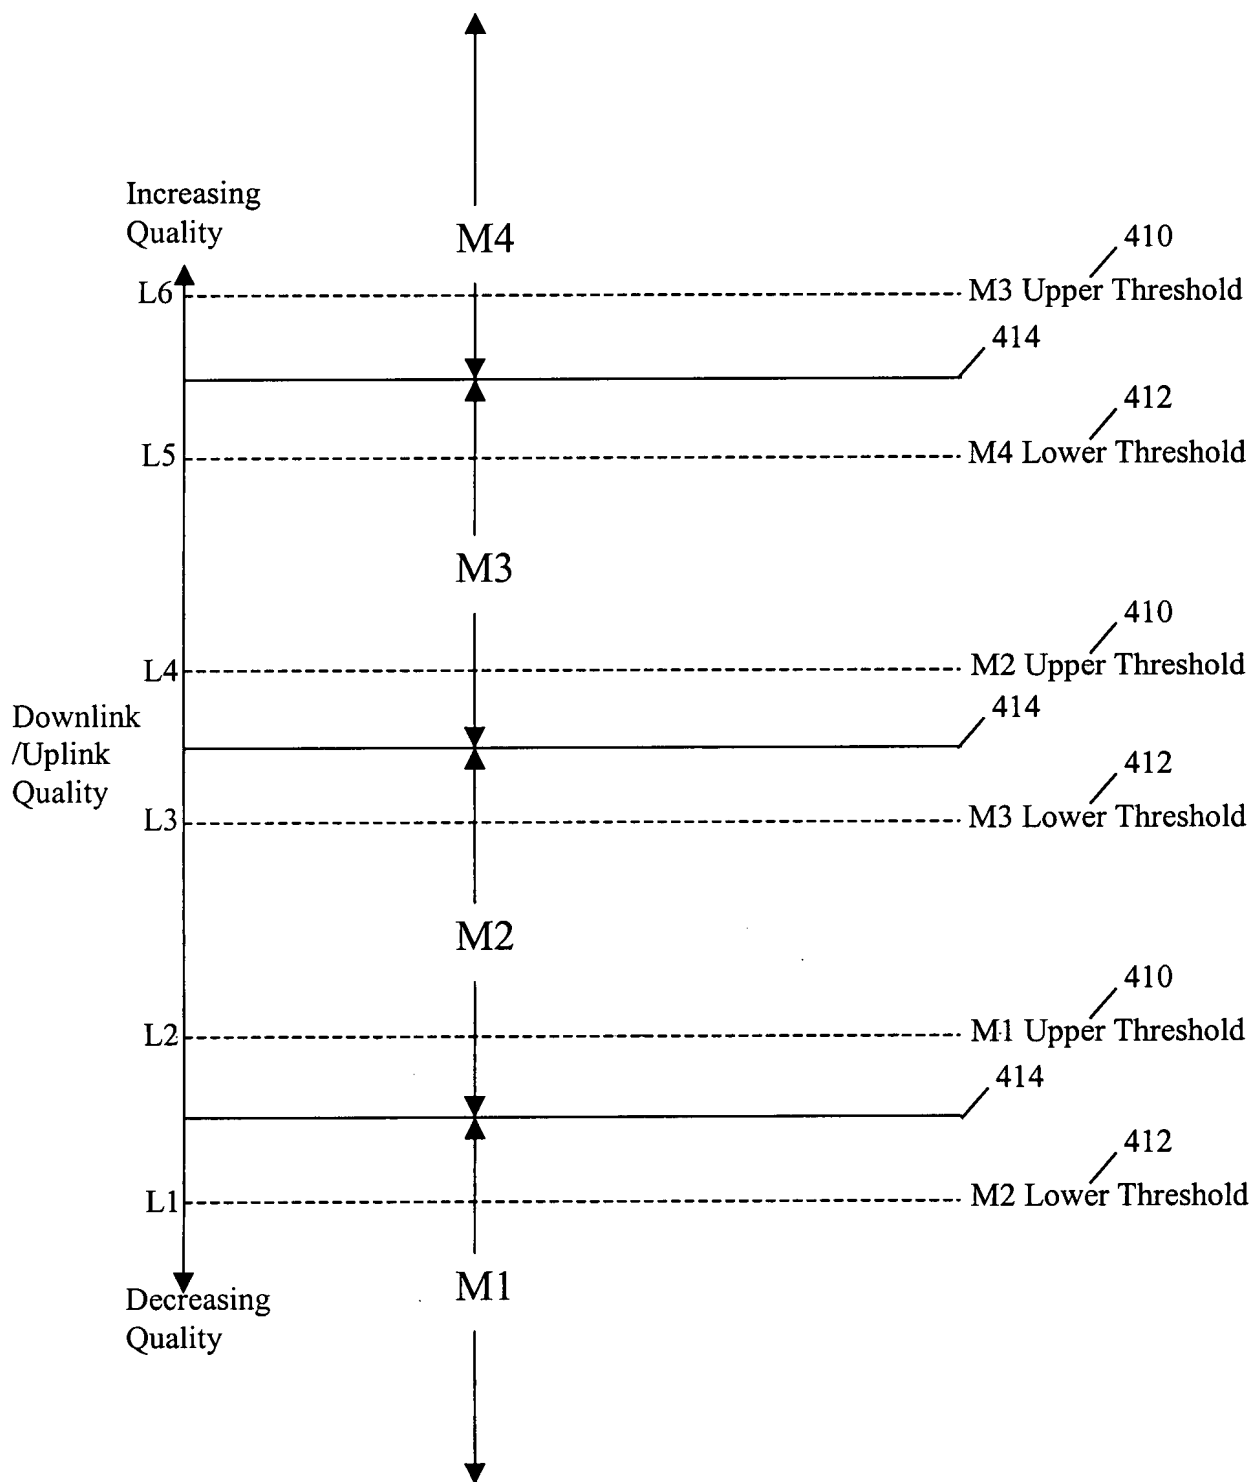 Increasing
Quality
M4
410
L6
M3 Upper Threshold
414
412
L5
M4 Lower Threshold
M3
410
L4
M2 Upper Threshold
414
Downlink
/Uplink
Quality
412
L3
M3 Lower Threshold
M2
410
L2
M1 Upper Threshold
414
412
L1
M2 Lower Threshold
M1
Decreasing
Quality